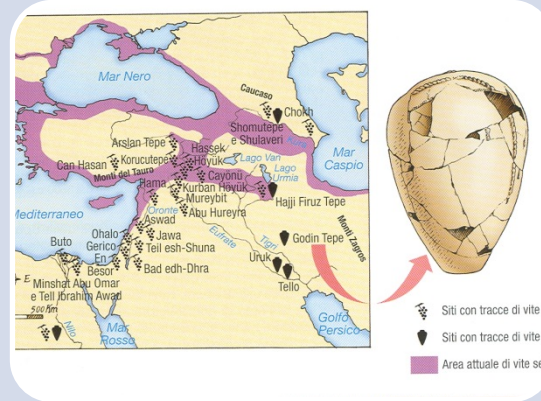 Mar Nero
Caucaso
Chokh
Shomutepe
e Shulaveri
Kura
Mar
Caspio
Arslan Tepe
Hassek
Höyük
Lago Van
Can Hasan
Korucutepe
Monti del Tauro
Cayönü
Lago
Urmia
Hama
Kurban Höyük
Hajji Firuz Tepe
Mureybit
Oronte
Abu Hureyra
Mediterraneo
Aswad
Ohalo
Jawa
Eufrate
Tigri
Godin Tepe
Monti Zagros
Buto
Gerico
Teil esh-Shuna
En
Besor
Bad edh-Dhra
Uruk
Tello
Minshat Abu Omar
e Tell Ibrahim Awad
E
500 Km
Nilo
Mar
Rosso
Golfo
Persico
Siti con tracce di vite
Siti con tracce di vite
Area attuale di vite se